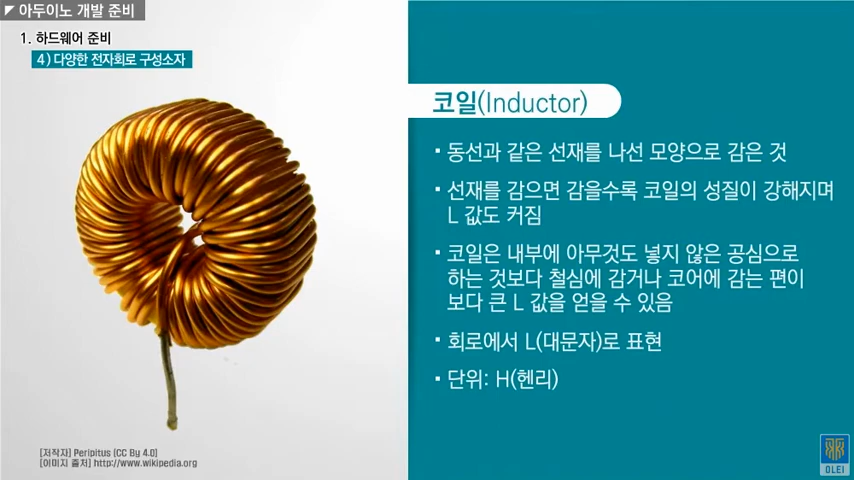 아두이노 개발 준비
1. 하드웨어 준비
4) 다양한 전자회로 구성소자
코일(Inductor)
▪ 동선과 같은 선재를 나선 모양으로 감은 것
▪ 선재를 감으면 감을수록 코일의 성질이 강해지며
L 값도 커짐
▪ 코일은 내부에 아무것도 넣지 않은 공심으로
하는 것보다 철심에 감거나 코어에 감는 편이
보다 큰 L 값을 얻을 수 있음
▪ 회로에서 L(대문자)로 표현
▪ 단위: H(헨리)
[저작자] Peripitus (CC By 4.0)
[이미지 출처] http://www.wikipedia.org
OLEI